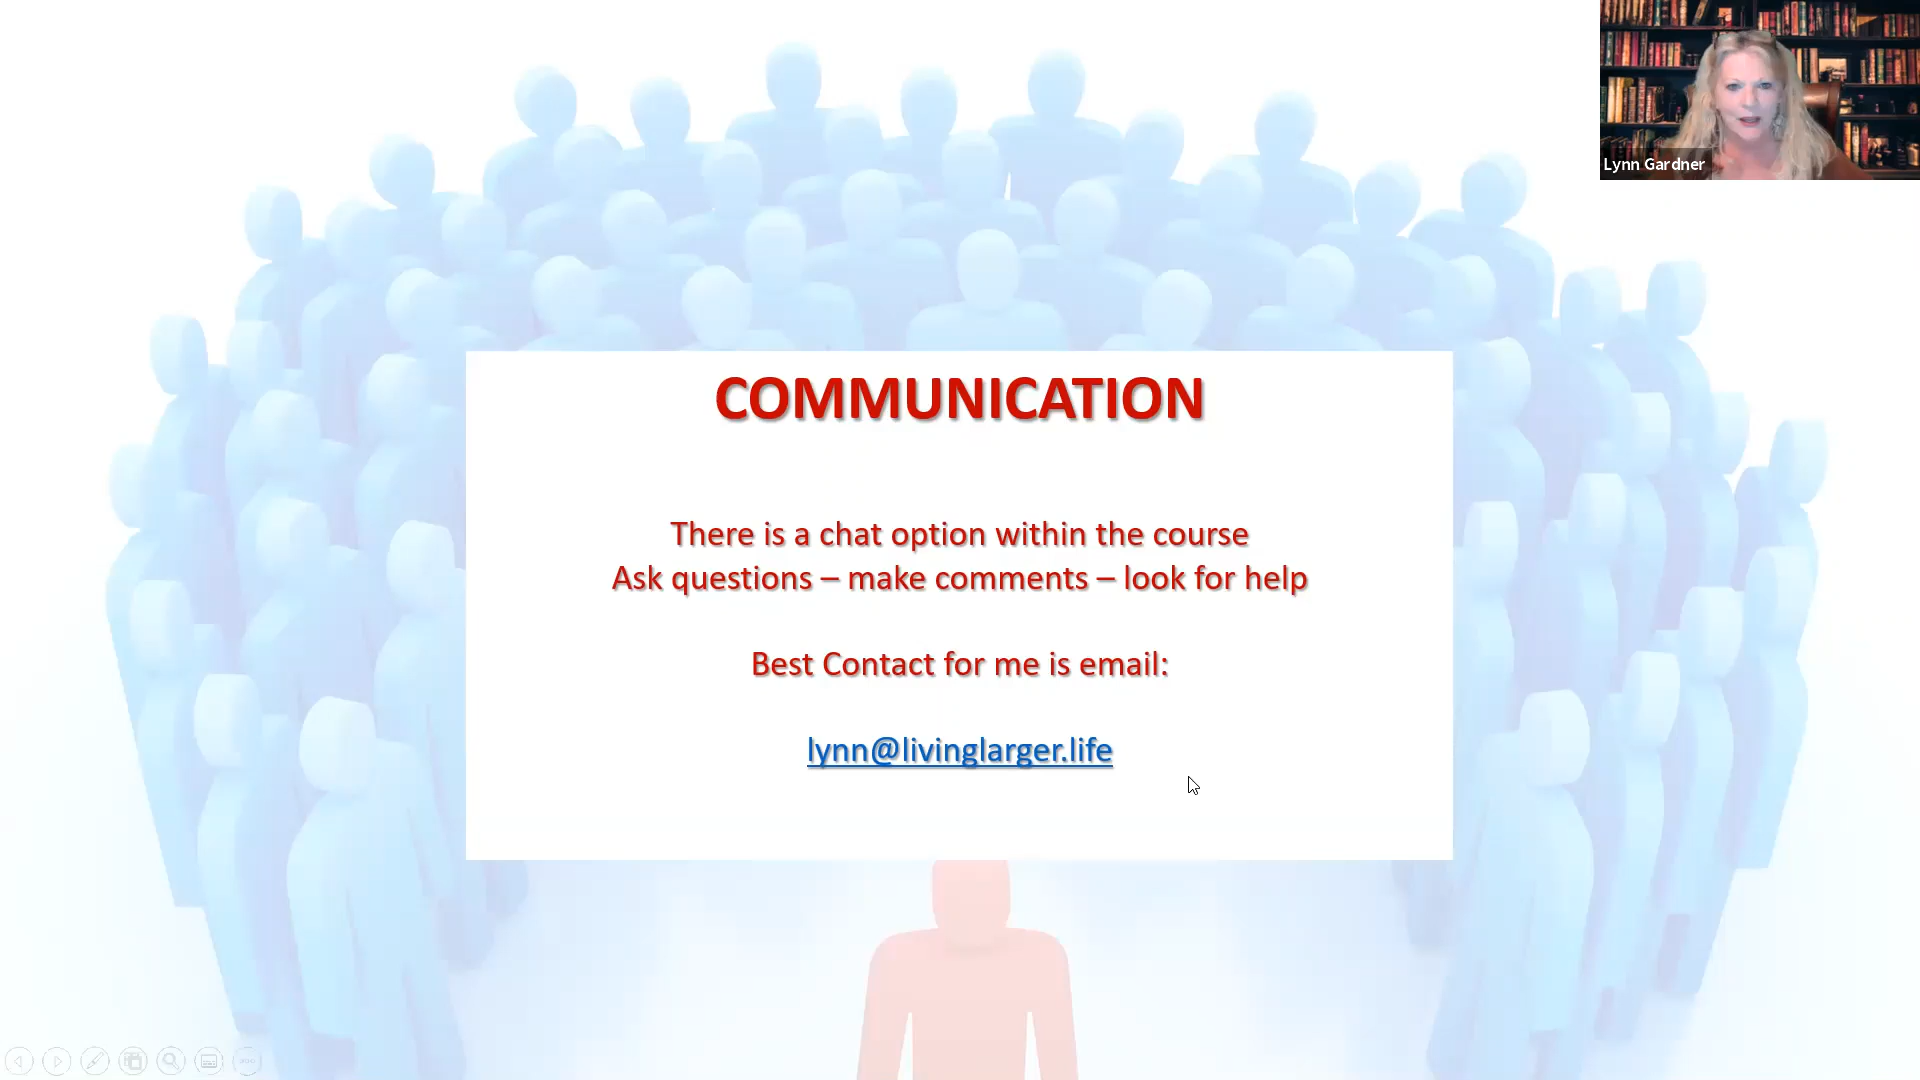 Lynn Gardner
COMMUNICATION
There is a chat option within the course
Ask questions – make comments – look for help
Best Contact for me is email:
lynn@livinglarger.life